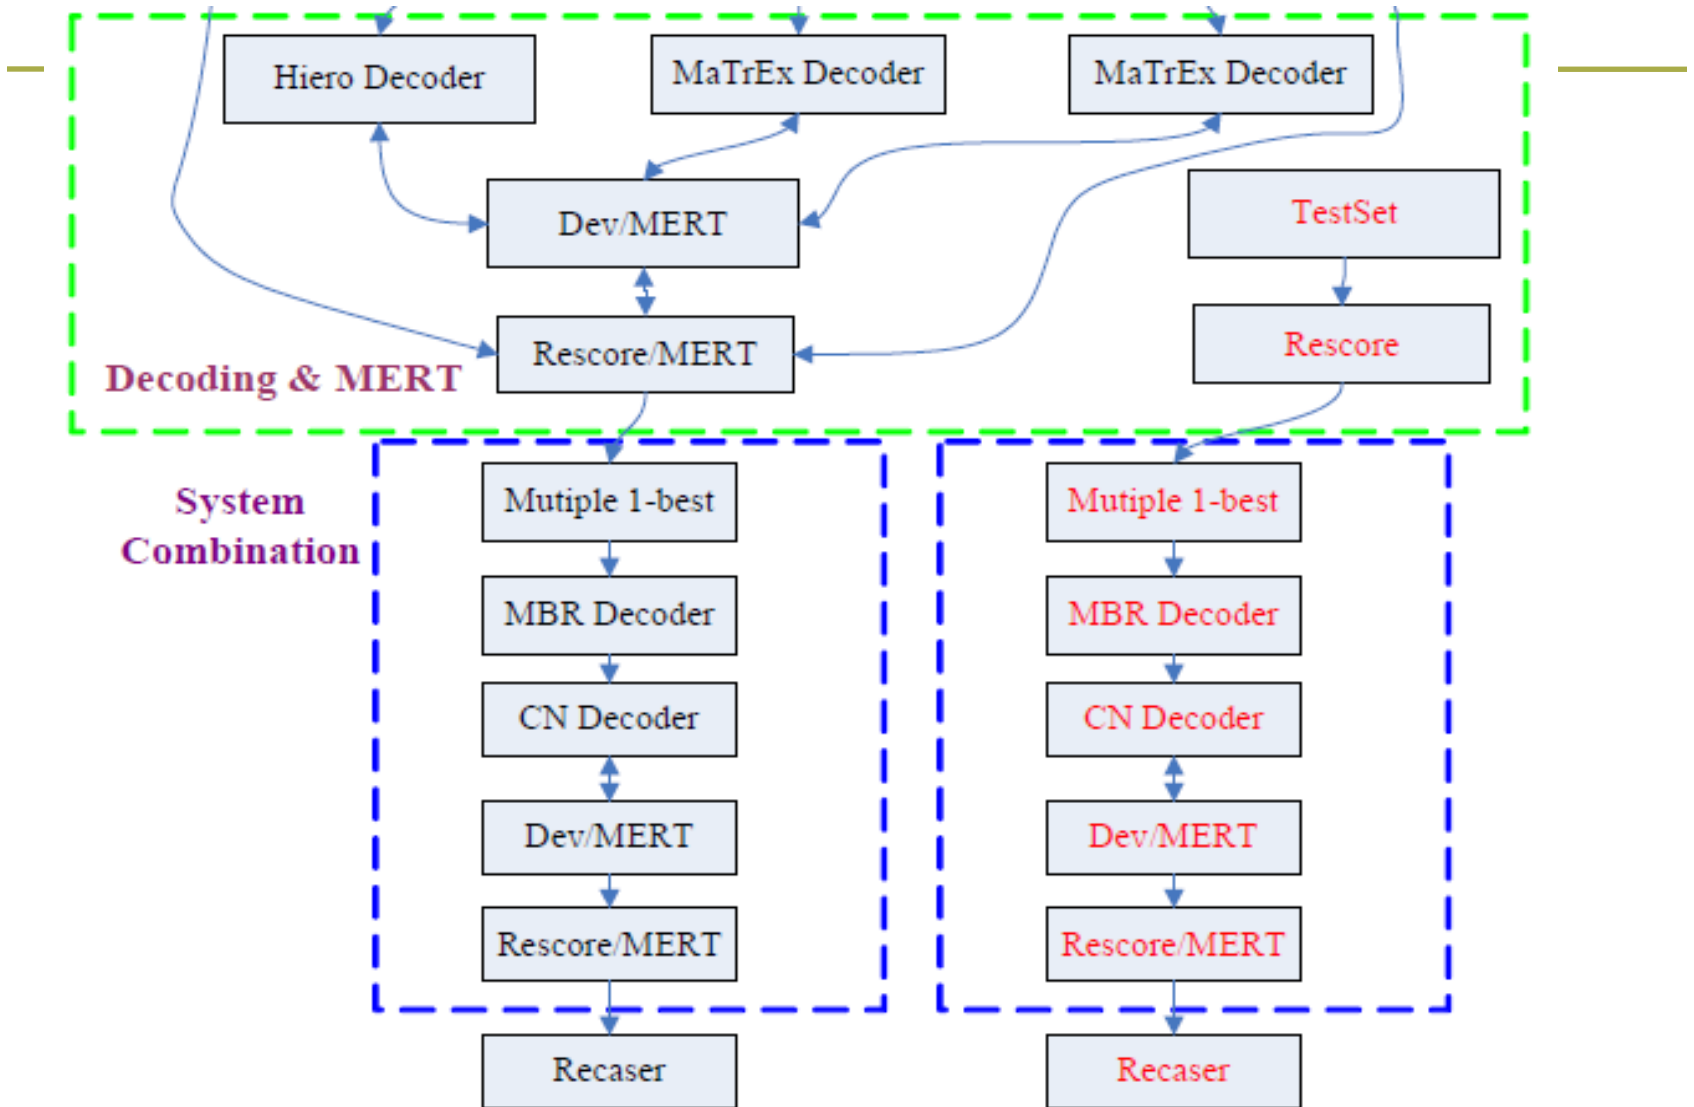 Hiero Decoder
MaTrEx Decoder
MaTrEx Decoder
Dev/MERT
TestSet
Rescore/MERT
Rescore
Decoding & MERT
System
Combination
Mutiple 1-best
MBR Decoder
CN Decoder
Dev/MERT
Rescore/MERT
Recaser
Mutiple 1-best
MBR Decoder
CN Decoder
Dev/MERT
Rescore/MERT
Recaser